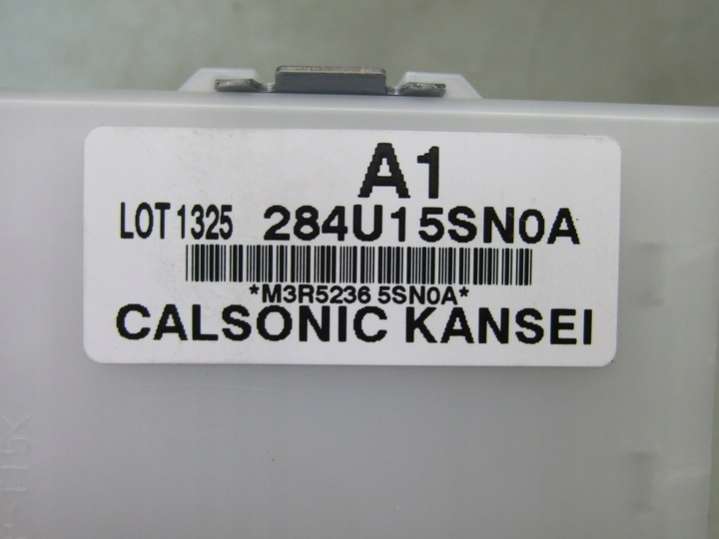 A1
LOT 1325 284U15SN0A
*M3R5236 5SN0A*
CALSONIC KANSEI